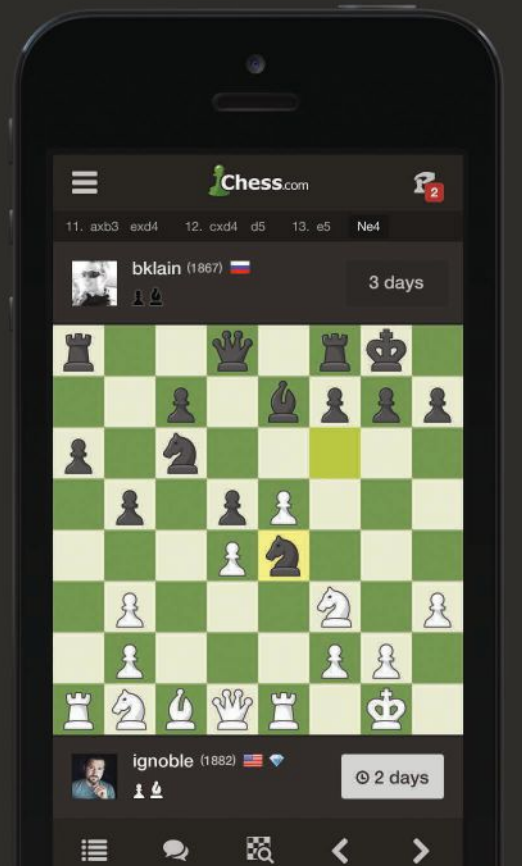 Chess.com
2
11. axb3 exd4 12. cxd4 d5 13. e5 Ne4
bklain (1867)
3 days
ignoble (1882)
2 days